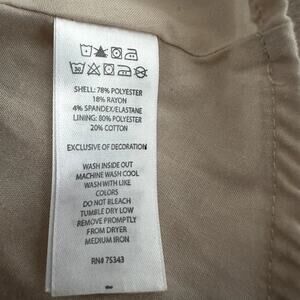 30
SHELL: 78% POLYESTER
18% RAYON
4% SPANDEX/ELASTANE
LINING: 80% POLYESTER
20% COTTON
EXCLUSIVE OF DECORATION
WASH INSIDE OUT
MACHINE WASH COOL
WASH WITH LIKE
COLORS
DO NOT BLEACH
TUMBLE DRY LOW
REMOVE PROMPTLY
FROM DRYER
MEDIUM IRON
RN# 75343